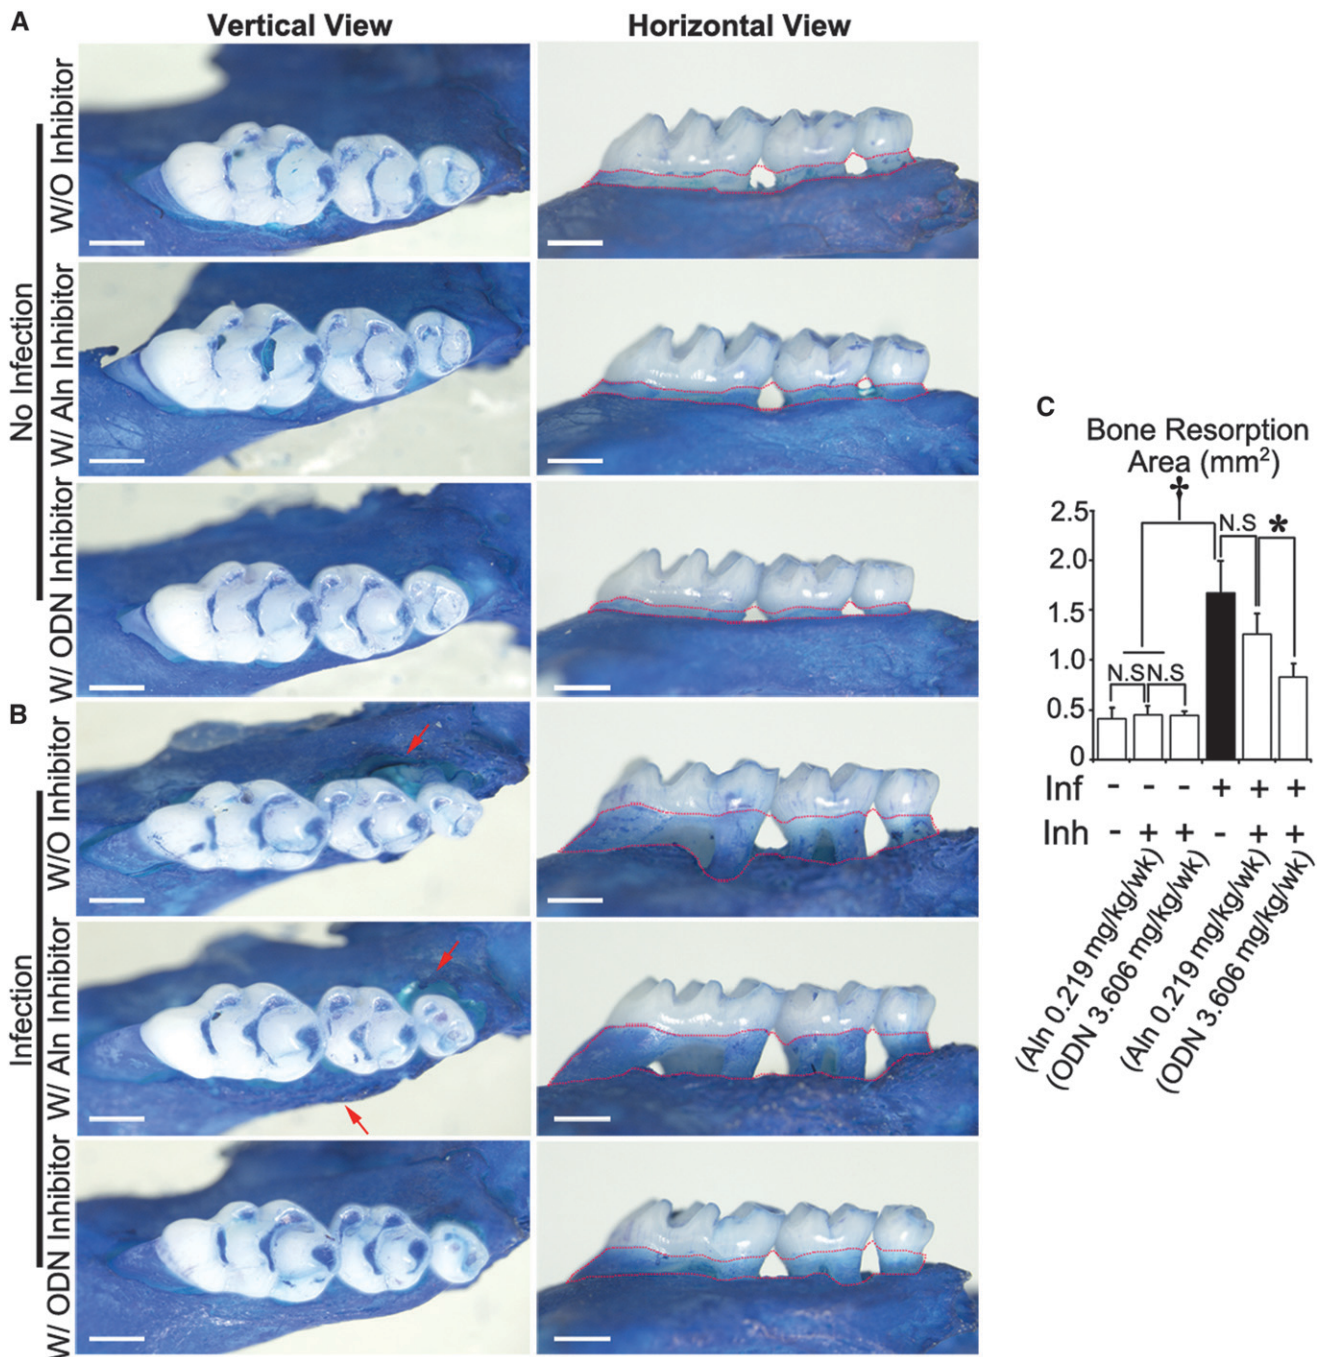 A
Vertical View
Horizontal View
No Infection
W/O Inhibitor
W/ Aln Inhibitor
W/ ODN Inhibitor
B
Infection
W/O Inhibitor
W/ Aln Inhibitor
W/ ODN Inhibitor
C
Bone Resorption
Area (mm²)
†
N.S *
2.5
2.0
1.5
1.0
0.5
0
N.S N.S
Inf - - - + + +
Inh - + + - + +
(Aln 0.219 mg/kg/wk)
(ODN 3.606 mg/kg/wk)
(Aln 0.219 mg/kg/wk)
(ODN 3.606 mg/kg/wk)